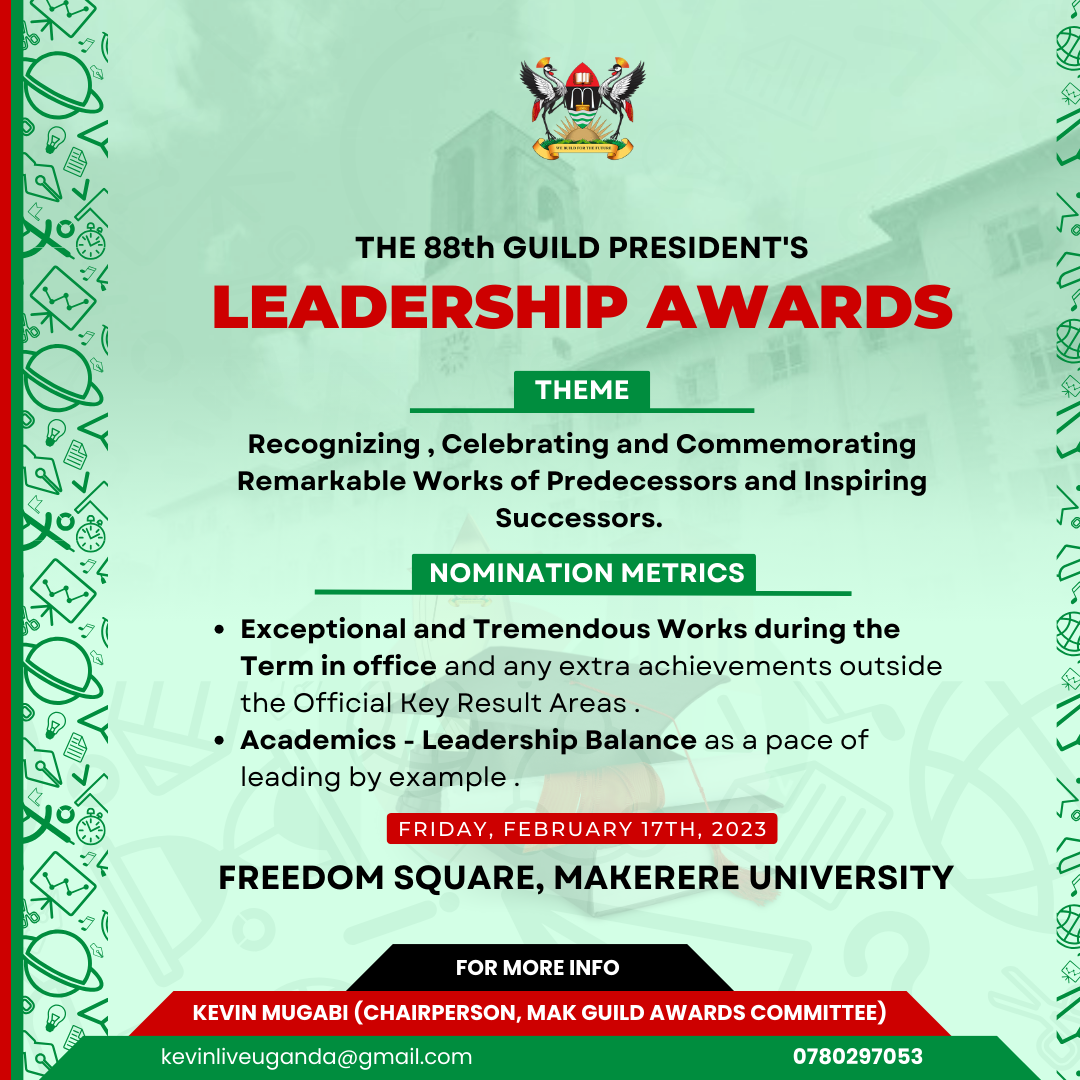 WE BUILD FOR THE FUTURE
THE 88th GUILD PRESIDENT'S
LEADERSHIP AWARDS
THEME
Recognizing , Celebrating and Commemorating
Remarkable Works of Predecessors and Inspiring
Successors.
NOMINATION METRICS
• Exceptional and Tremendous Works during the
Term in office and any extra achievements outside
the Official Key Result Areas .
• Academics - Leadership Balance as a pace of
leading by example .
FRIDAY, FEBRUARY 17TH, 2023
FREEDOM SQUARE, MAKERERE UNIVERSITY
FOR MORE INFO
KEVIN MUGABI (CHAIRPERSON, MAK GUILD AWARDS COMMITTEE)
kevinliveuganda@gmail.com 0780297053